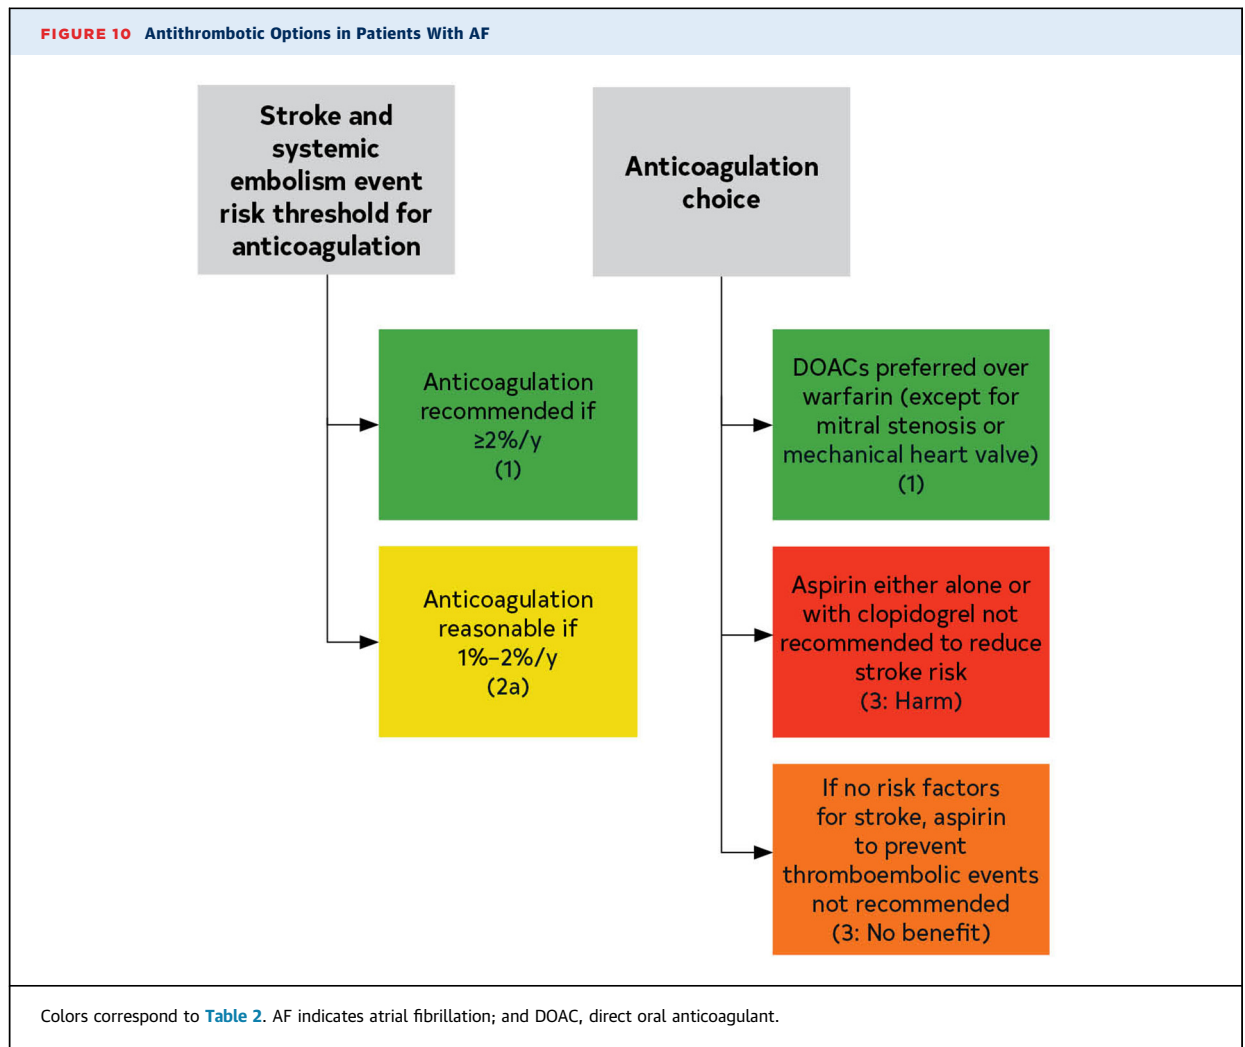 FIGURE 10 Antithrombotic Options in Patients With AF
Stroke and
systemic
embolism event
risk threshold for
anticoagulation
Anticoagulation
recommended if
≥2%/y
(1)
Anticoagulation
reasonable if
1%–2%/y
(2a)
Anticoagulation
choice
DOACs preferred over
warfarin (except for
mitral stenosis or
mechanical heart valve)
(1)
Aspirin either alone or
with clopidogrel not
recommended to reduce
stroke risk
(3: Harm)
If no risk factors
for stroke, aspirin
to prevent
thromboembolic events
not recommended
(3: No benefit)
Colors correspond to Table 2. AF indicates atrial fibrillation; and DOAC, direct oral anticoagulant.